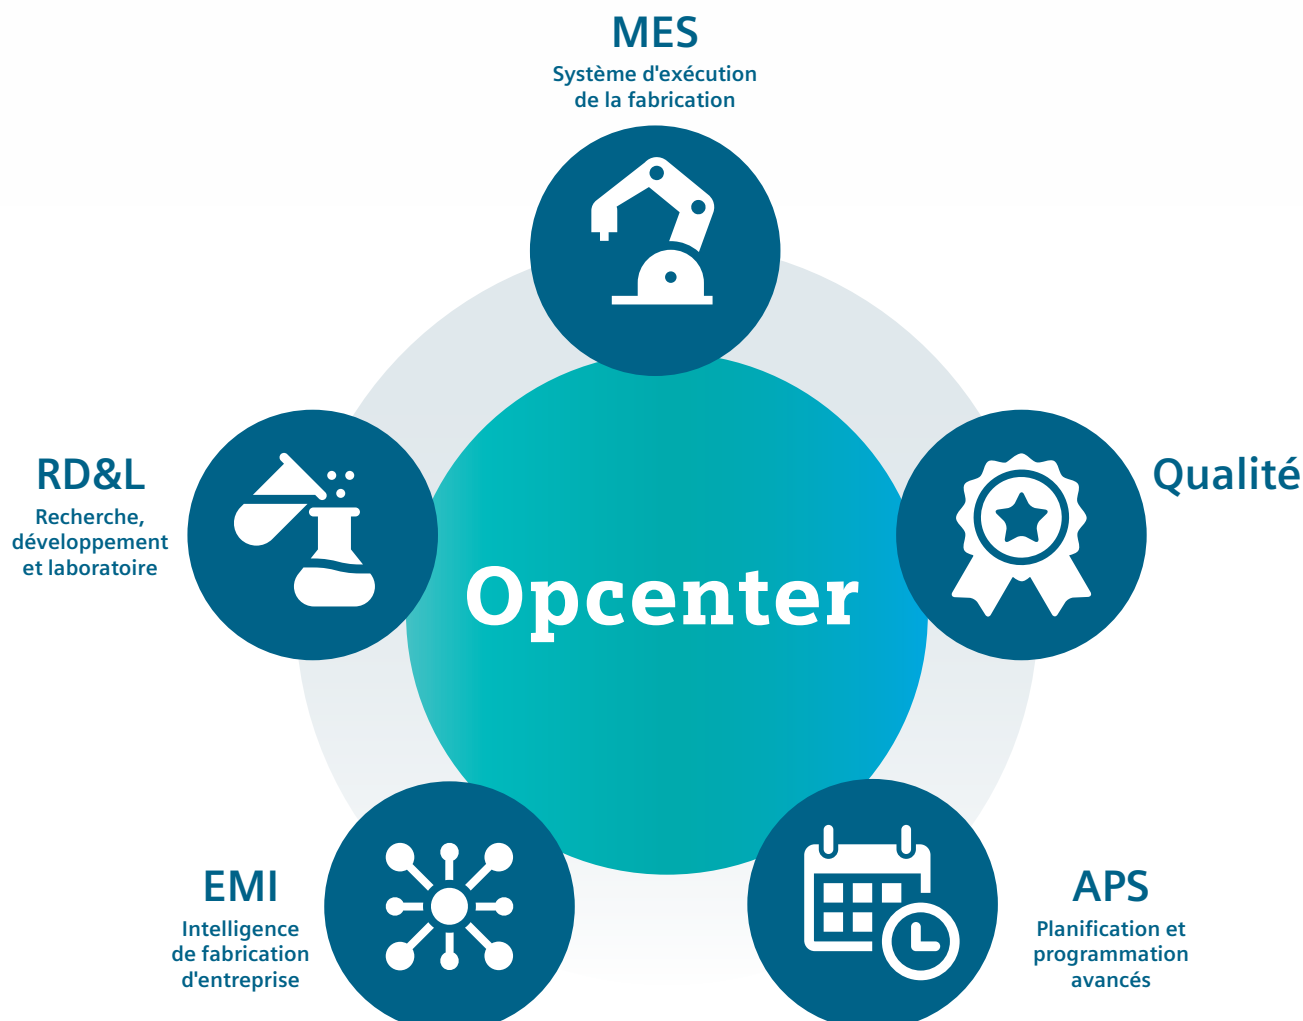 MES
Système d'exécution
de la fabrication
RD&L
Recherche,
développement
et laboratoire
Qualité
Opcenter
EMI
Intelligence
de fabrication
d'entreprise
APS
Planification et
programmation
avancés